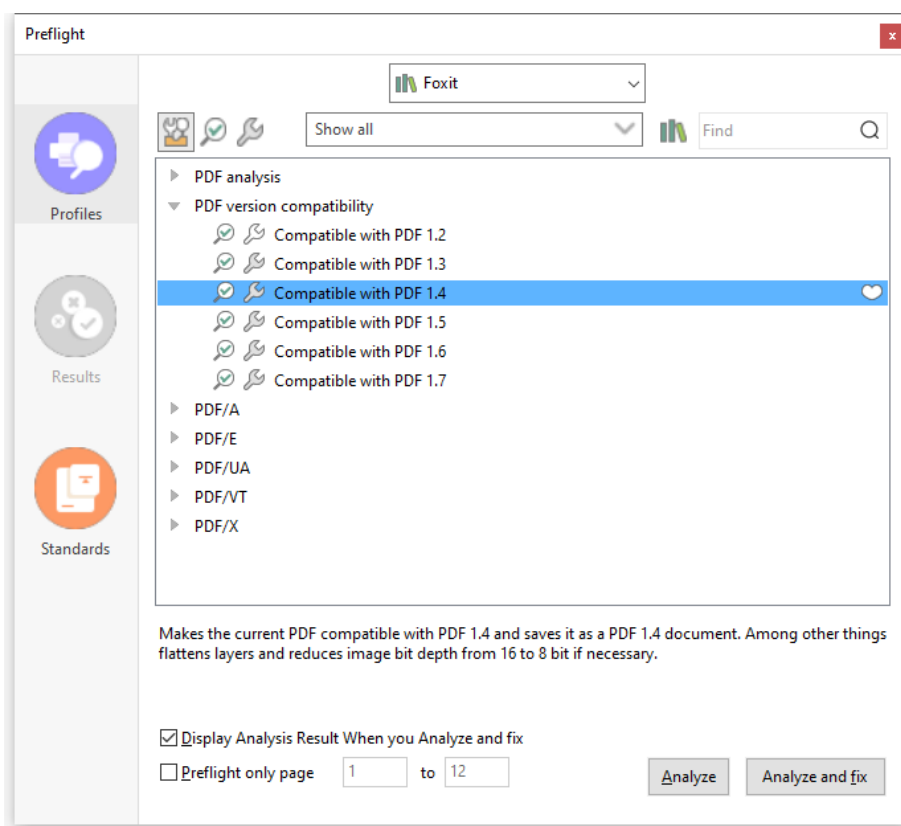 Preflight
x
Foxit
Show all
Find
Profiles
Results
Standards
PDF analysis
PDF version compatibility
Compatible with PDF 1.2
Compatible with PDF 1.3
Compatible with PDF 1.4
Compatible with PDF 1.5
Compatible with PDF 1.6
Compatible with PDF 1.7
PDF/A
PDF/E
PDF/UA
PDF/VT
PDF/X
Makes the current PDF compatible with PDF 1.4 and saves it as a PDF 1.4 document. Among other things
flattens layers and reduces image bit depth from 16 to 8 bit if necessary.
Display Analysis Result When you Analyze and fix
Preflight only page 1 to 12
Analyze
Analyze and fix